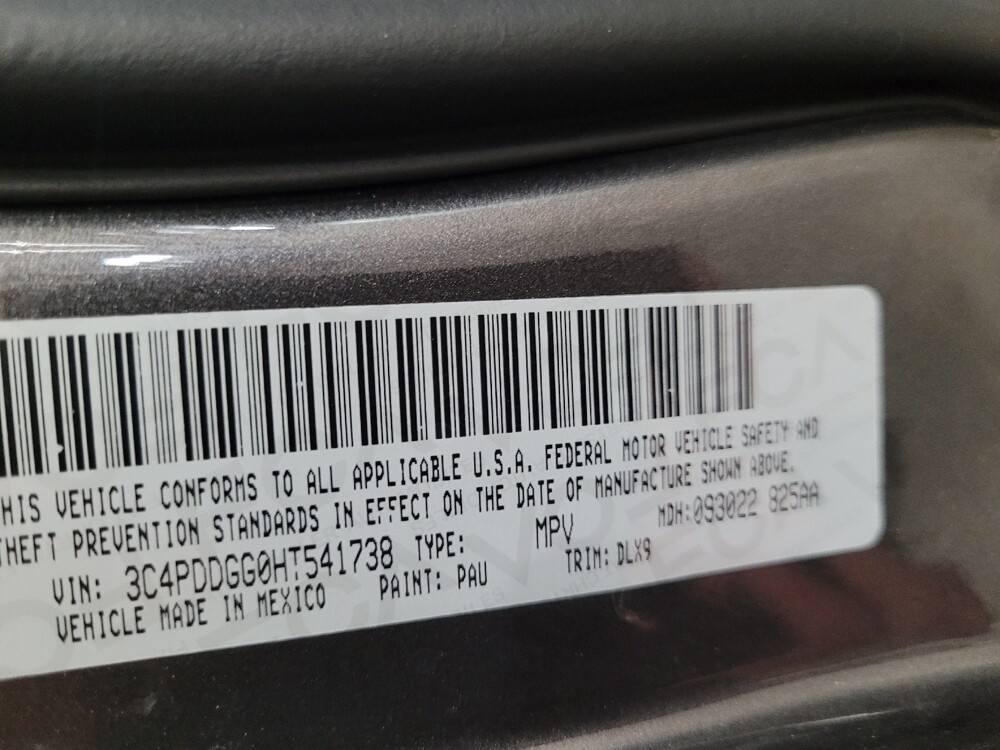 THIS VEHICLE CONFORMS TO ALL APPLICABLE U.S.A. FEDERAL MOTOR VEHICLE SAFETY AND
THEFT PREVENTION STANDARDS IN EFFECT ON THE DATE OF MANUFACTURE SHOWN ABOVE.
MDH: 093022 825AA
VIN: 3C4PDDGG0HT541738 TYPE: MPV
VEHICLE MADE IN MEXICO PAINT: PAU TRIM: DLX9